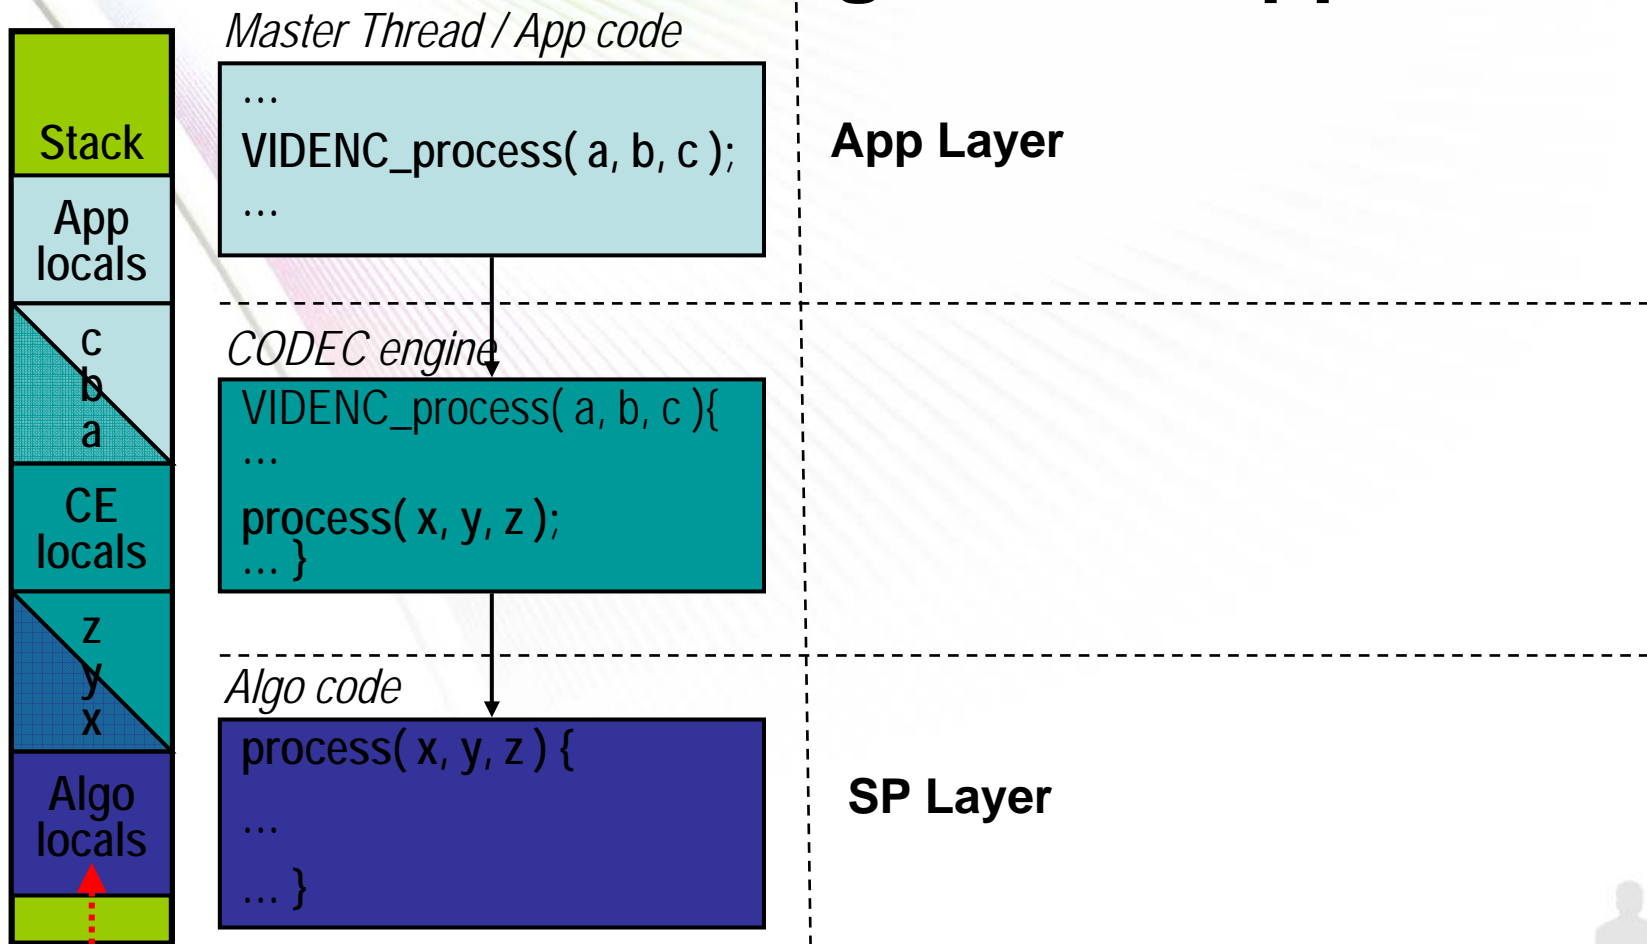 Master Thread / App code
...
VIDENC_process( a, b, c );
...
App Layer
Stack
App
locals
c
b
a
CE
locals
z
y
x
Algo
locals
CODEC engine
VIDENC_process( a, b, c ){
...
process( x, y, z );
... }
Algo code
process( x, y, z ) {
...
... }
SP Layer